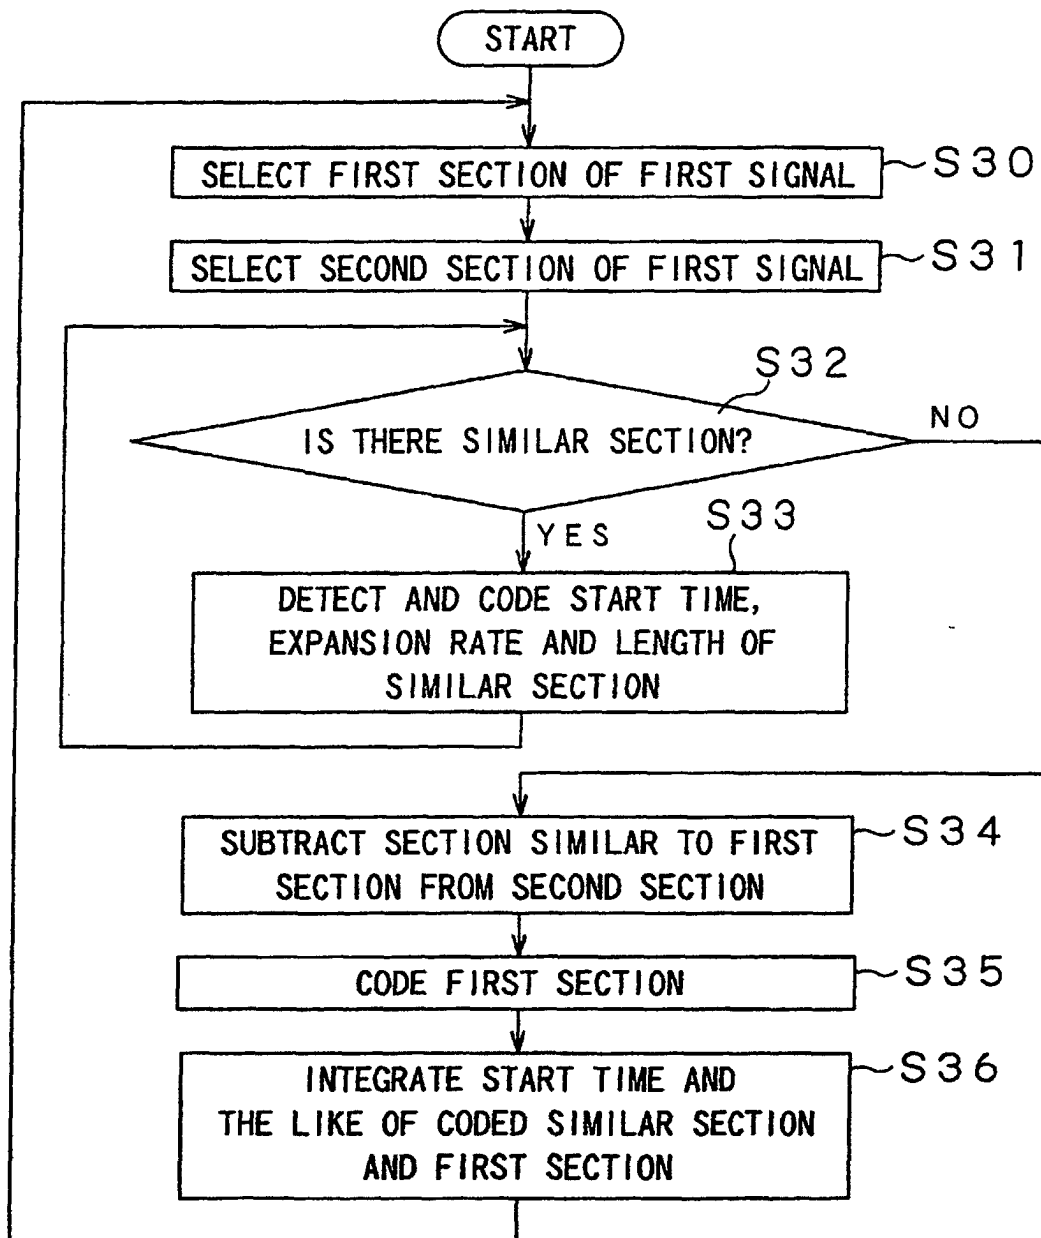 START
SELECT FIRST SECTION OF FIRST SIGNAL
S30
SELECT SECOND SECTION OF FIRST SIGNAL
S31
S32
IS THERE SIMILAR SECTION?
NO
YES
S33
DETECT AND CODE START TIME,
EXPANSION RATE AND LENGTH OF
SIMILAR SECTION
SUBTRACT SECTION SIMILAR TO FIRST
SECTION FROM SECOND SECTION
S34
CODE FIRST SECTION
S35
INTEGRATE START TIME AND
THE LIKE OF CODED SIMILAR SECTION
AND FIRST SECTION
S36